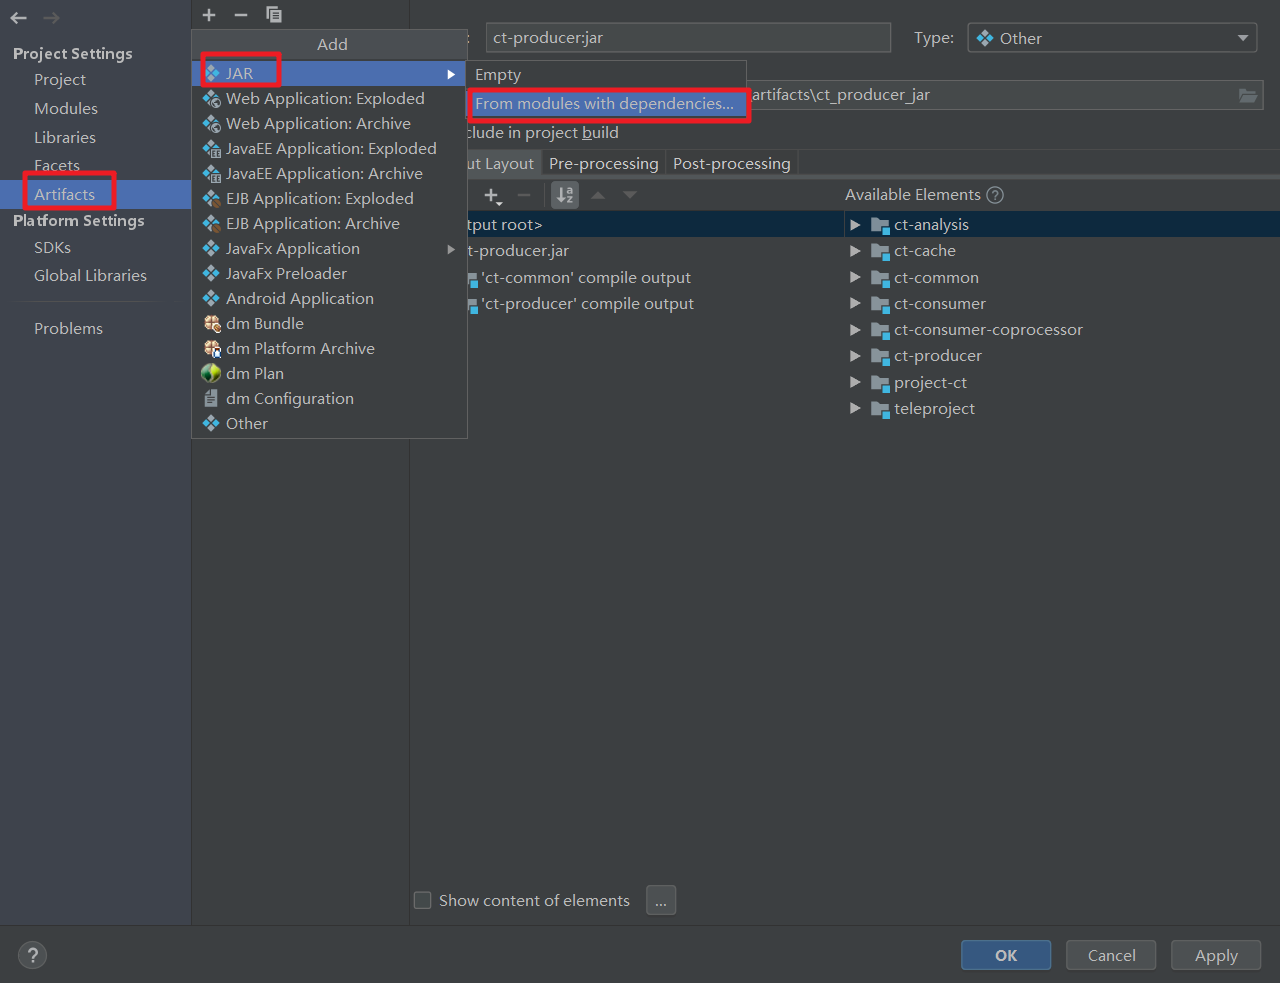 Project Settings
Project
Modules
Libraries
Facets
Artifacts
Platform Settings
SDKs
Global Libraries
Problems
Add
JAR
Web Application: Exploded
Web Application: Archive
JavaEE Application: Exploded
JavaEE Application: Archive
EJB Application: Exploded
EJB Application: Archive
JavaFx Application
JavaFx Preloader
Android Application
dm Bundle
dm Platform Archive
dm Plan
dm Configuration
Other
Empty
From modules with dependencies...
: ct-producer:jar
Type: Other
artifacts\ct_producer_jar
clude in project build
ut Layout Pre-processing Post-processing
Available Elements ?
tput root>
t-producer.jar
'ct-common' compile output
'ct-producer' compile output
ct-analysis
ct-cache
ct-common
ct-consumer
ct-consumer-coprocessor
ct-producer
project-ct
teleproject
Show content of elements ...
? OK Cancel Apply